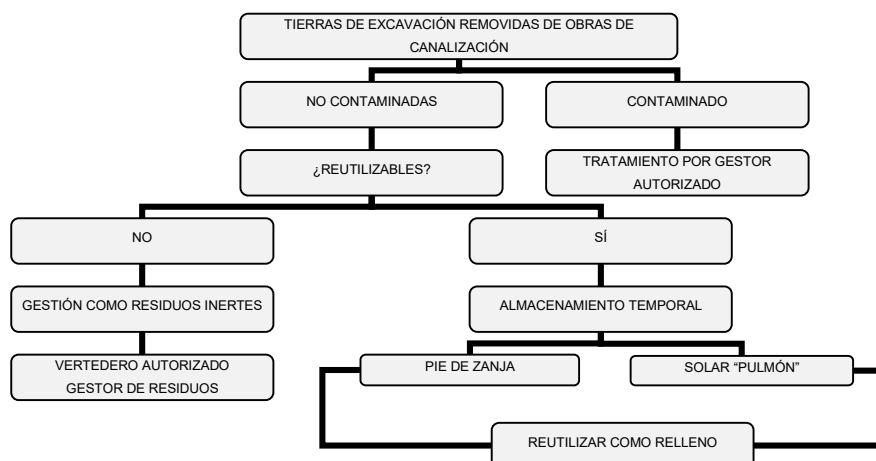 TIERRAS DE EXCAVACIÓN REMOVIDAS DE OBRAS DE
CANALIZACIÓN
NO CONTAMINADAS
CONTAMINADO
¿REUTILIZABLES?
TRATAMIENTO POR GESTOR
AUTORIZADO
NO
SÍ
GESTIÓN COMO RESIDUOS INERTES
ALMACENAMIENTO TEMPORAL
VERTEDERO AUTORIZADO
GESTOR DE RESIDUOS
PIE DE ZANJA
SOLAR “PULMÓN”
REUTILIZAR COMO RELLENO